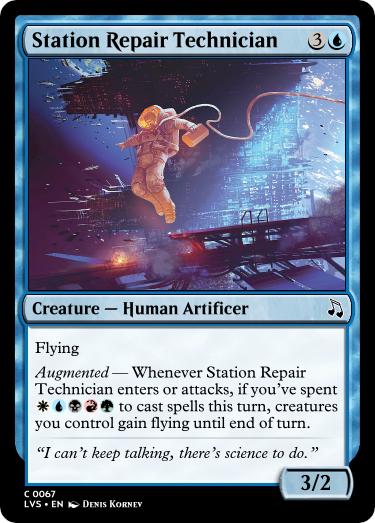 Station Repair Technician 3
Creature — Human Artificer
Flying
Augmented — Whenever Station Repair
Technician enters or attacks, if you've spent
to cast spells this turn, creatures
you control gain flying until end of turn.
"I can't keep talking, there's science to do."
3/2
C 0067
LVS • EN Denis Kornev